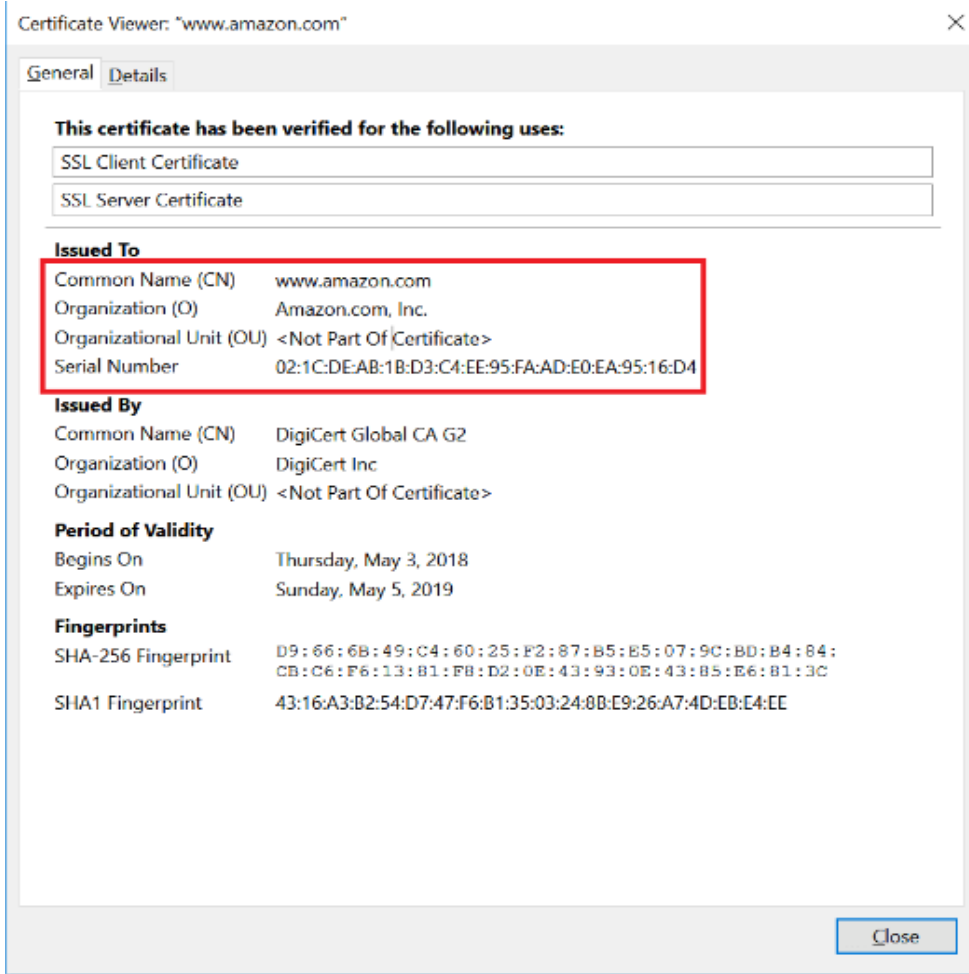 Certificate Viewer: "www.amazon.com"
General Details
This certificate has been verified for the following uses:
SSL Client Certificate
SSL Server Certificate
Issued To
Common Name (CN) www.amazon.com
Organization (O) Amazon.com, Inc.
Organizational Unit (OU) <Not Part Of Certificate>
Serial Number 02:1C:DE:AB:1B:D3:C4:EE:95:FA:AD:E0:EA:95:16:D4
Issued By
Common Name (CN) DigiCert Global CA G2
Organization (O) DigiCert Inc
Organizational Unit (OU) <Not Part Of Certificate>
Period of Validity
Begins On Thursday, May 3, 2018
Expires On Sunday, May 5, 2019
Fingerprints
SHA-256 Fingerprint D9:66:6B:49:C4:60:25:F2:87:B5:E5:07:9C:BD:B4:84:
CB:C6:F6:13:81:F8:D2:0E:43:93:0E:43:85:E6:81:3C
SHA1 Fingerprint 43:16:A3:B2:54:D7:47:F6:B1:35:03:24:8B:E9:26:A7:4D:EB:E4:EE
Close